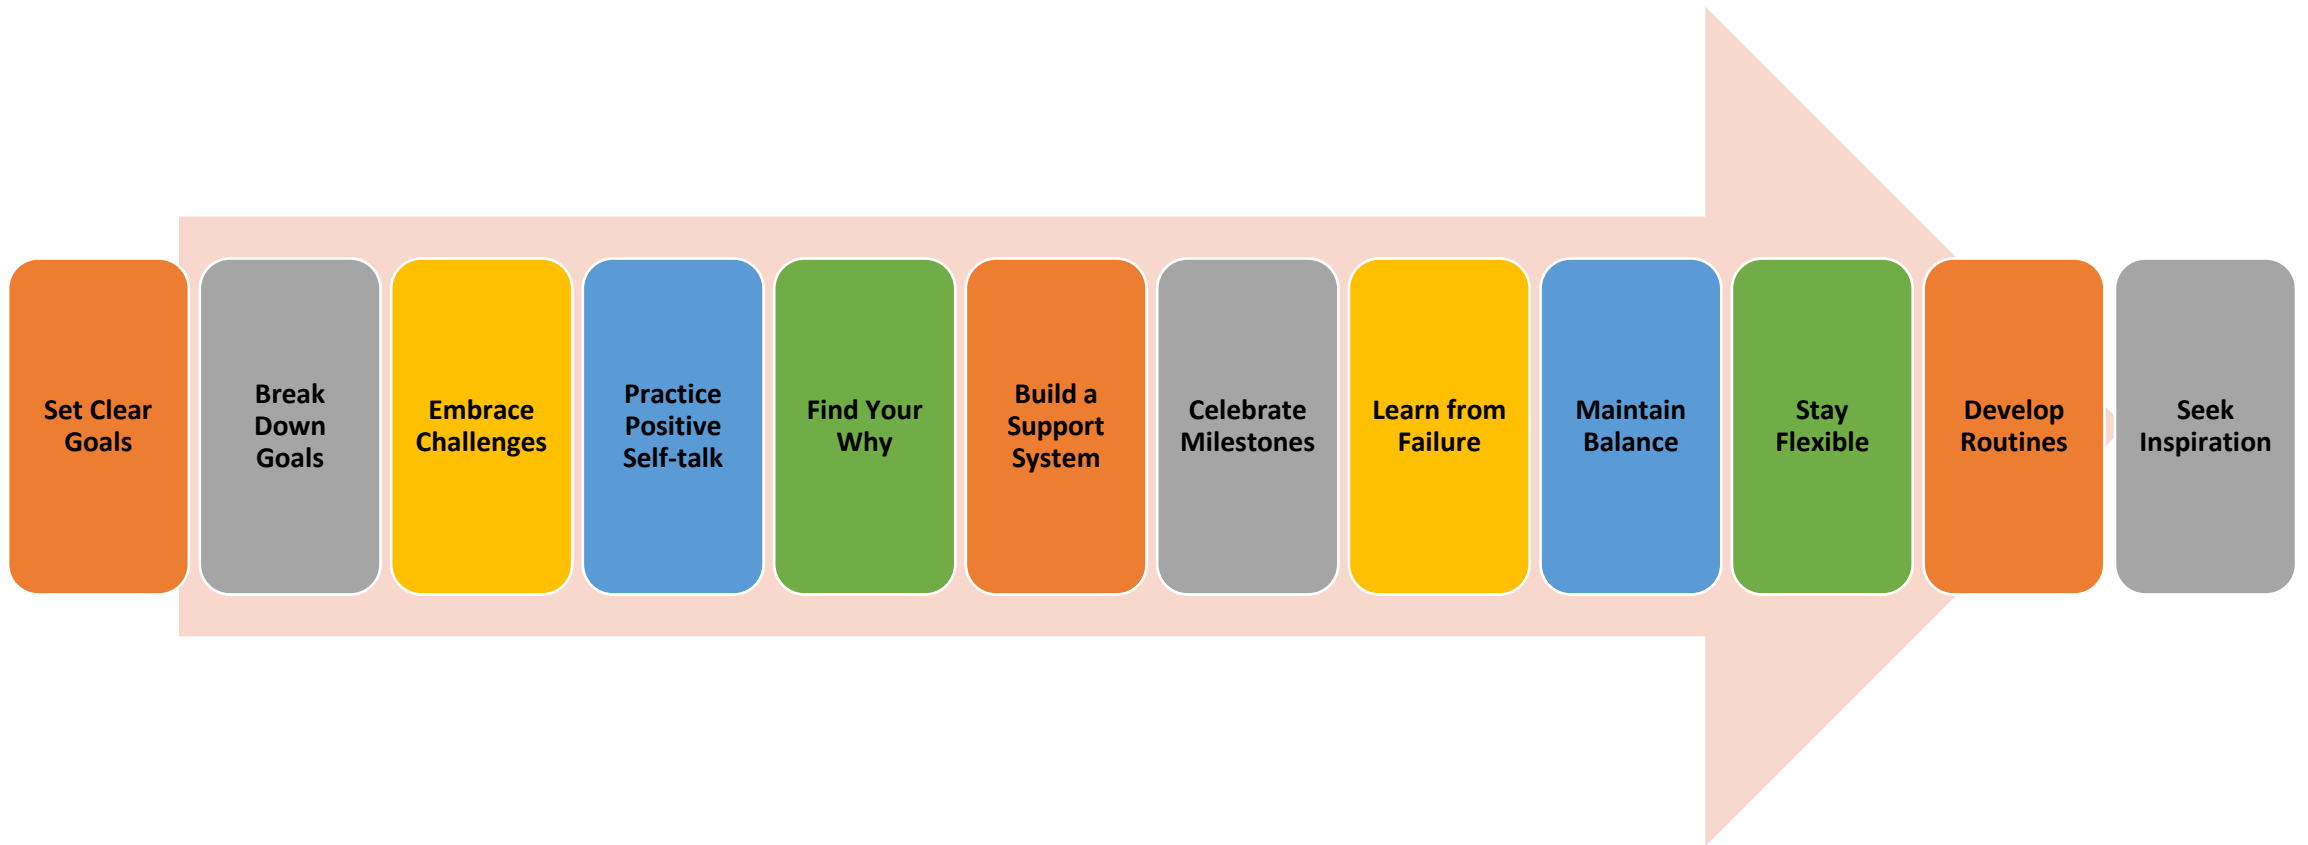 Set Clear
Goals
Break
Down
Goals
Embrace
Challenges
Practice
Positive
Self-talk
Find Your
Why
Build a
Support
System
Celebrate
Milestones
Learn from
Failure
Maintain
Balance
Stay
Flexible
Develop
Routines
Seek
Inspiration